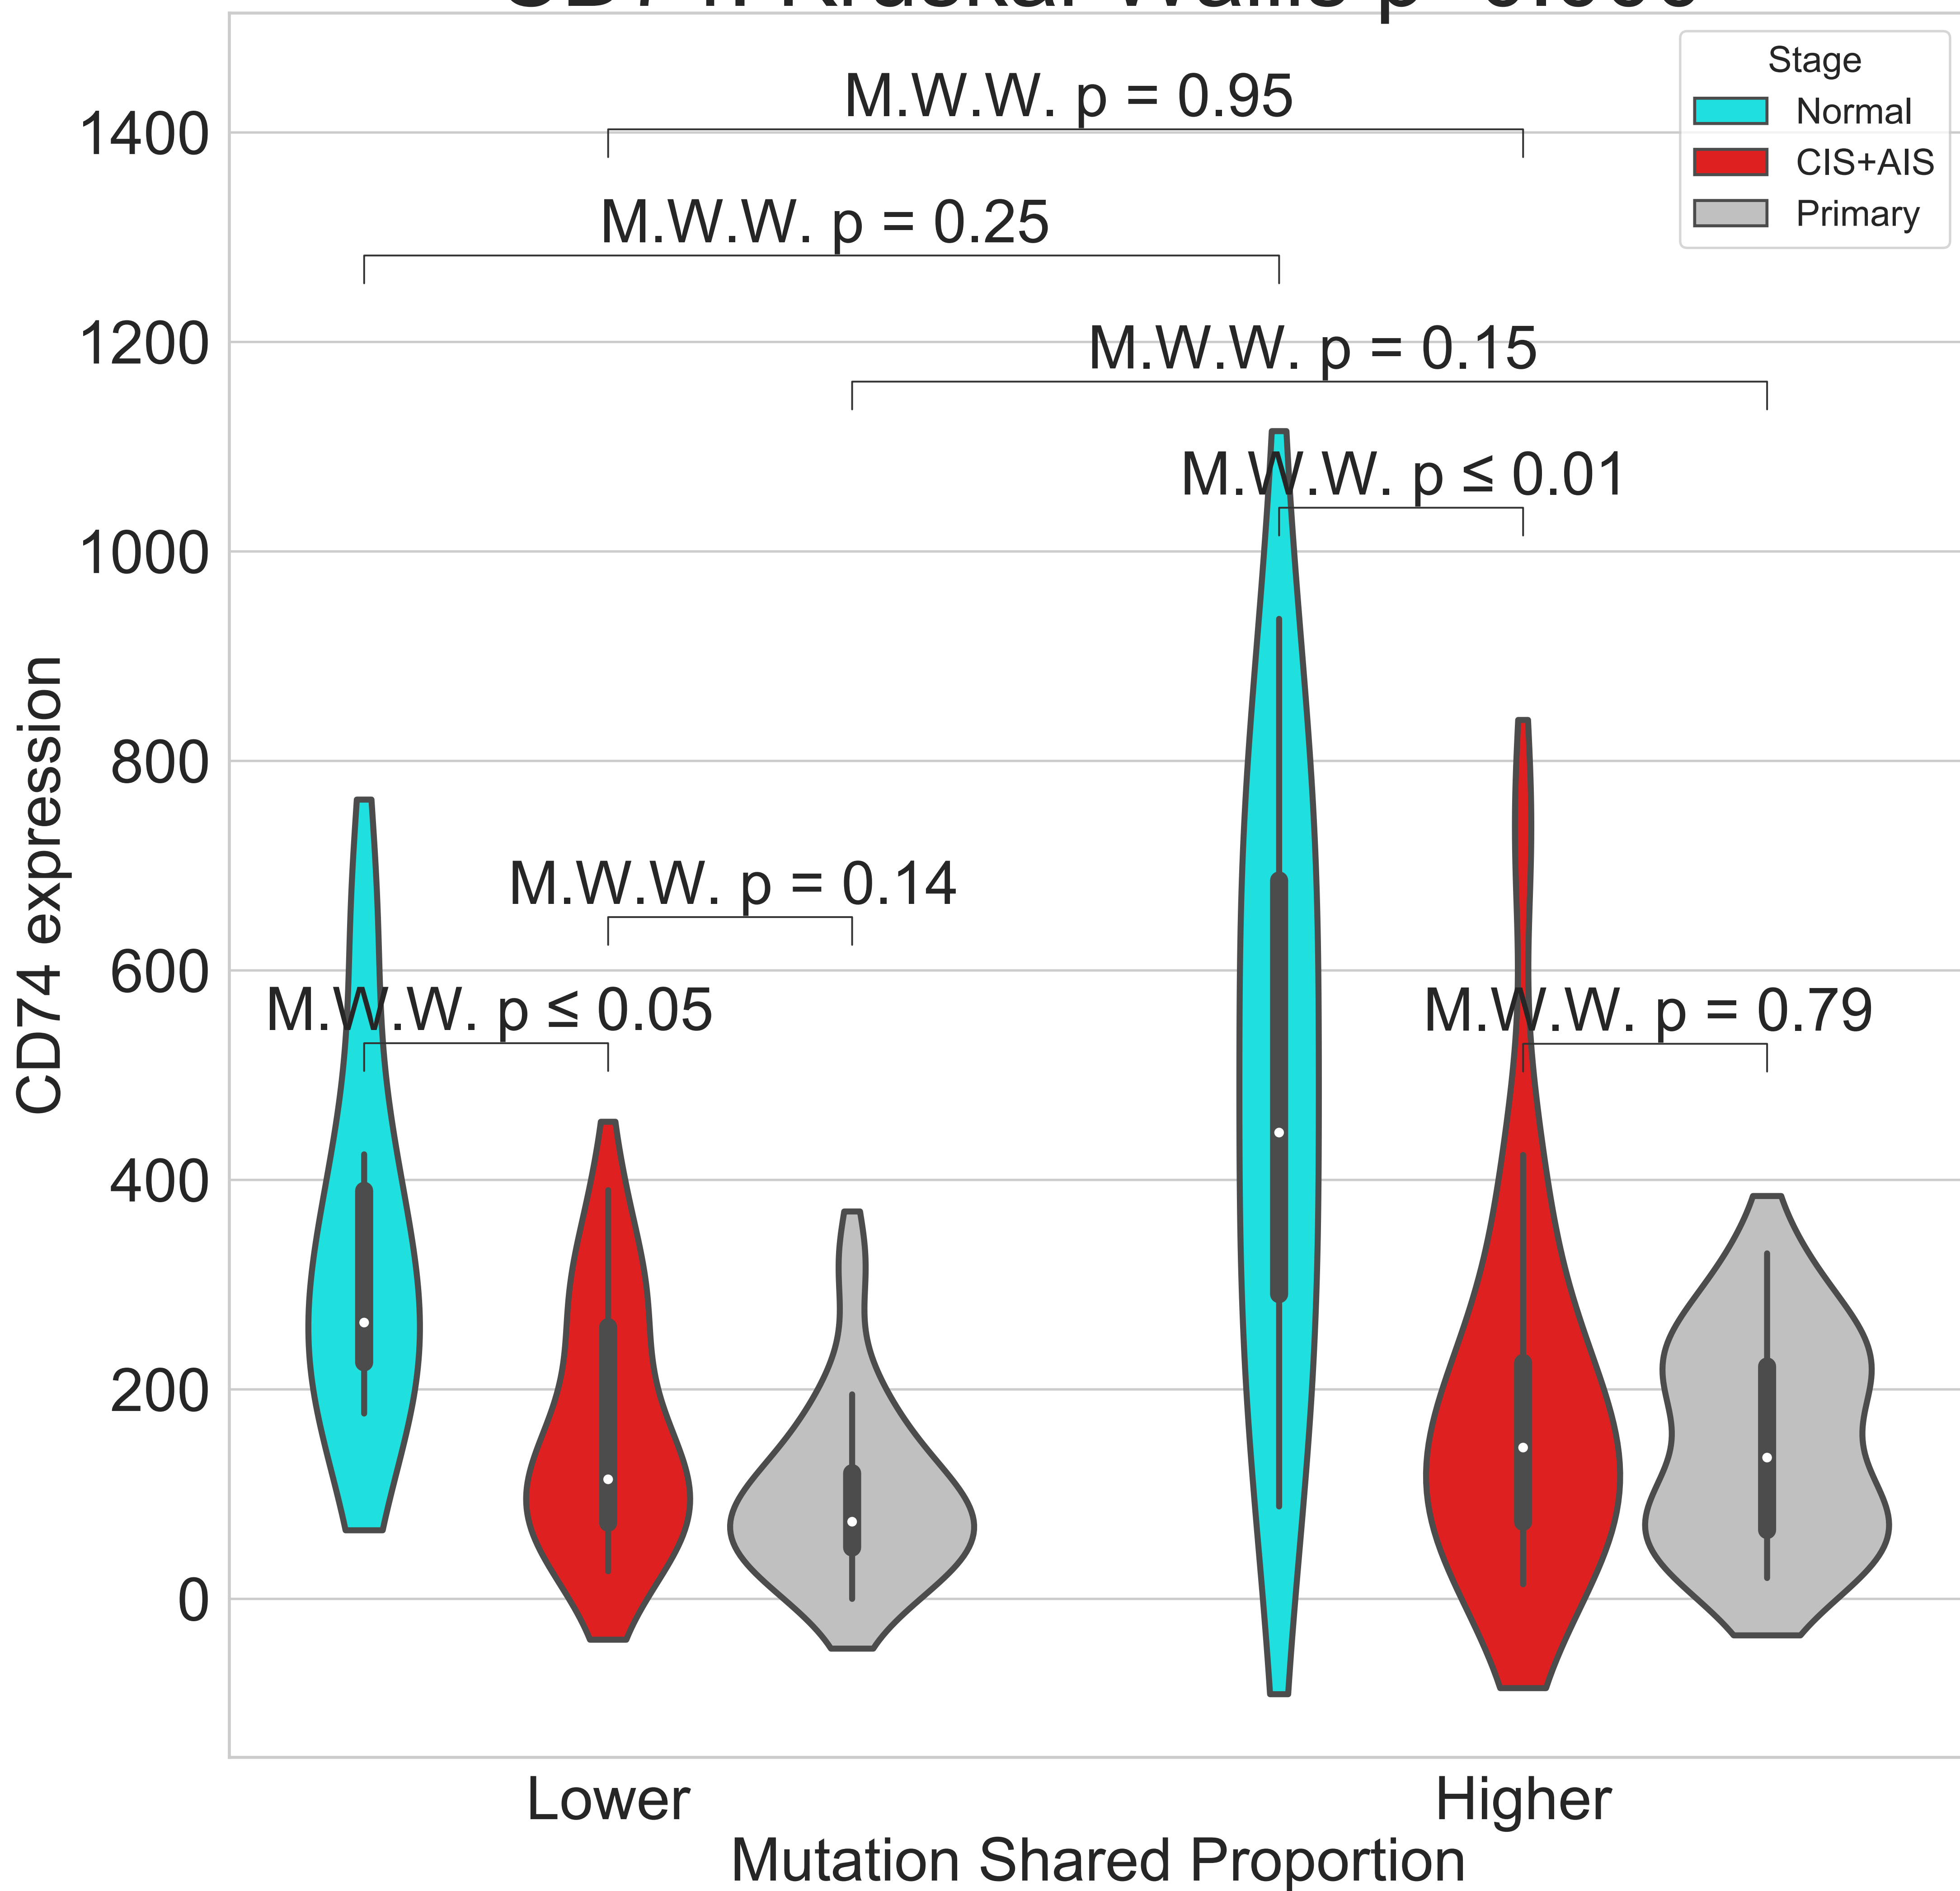 Stage
Normal
CIS+AIS
Primary
M.W.W. p = 0.95
M.W.W. p = 0.25
M.W.W. p = 0.15
M.W.W. p ≤ 0.01
M.W.W. p = 0.14
M.W.W. p ≤ 0.05
M.W.W. p = 0.79
1400
1200
1000
800
600
400
200
0
CD74 expression
Lower
Higher
Mutation Shared Proportion